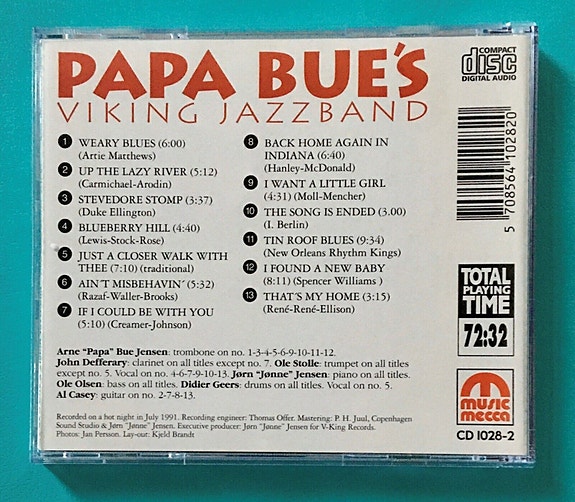 PAPA BUE'S
VIKING JAZZBAND
COMPACT
disc
DIGITAL AUDIO
1 WEARY BLUES (6:00)
(Artie Matthews)
2 UP THE LAZY RIVER (5:12)
(Carmichael-Arodin)
3 STEVEDORE STOMP (3:37)
(Duke Ellington)
4 BLUEBERRY HILL (4:40)
(Lewis-Stock-Rose)
5 JUST A CLOSER WALK WITH
THEE (7:10) (traditional)
6 AIN'T MISBEHAVIN' (5:32)
(Razaf-Waller-Brooks)
7 IF I COULD BE WITH YOU
(5:10) (Creamer-Johnson)
8 BACK HOME AGAIN IN
INDIANA (6:40)
(Hanley-McDonald)
9 I WANT A LITTLE GIRL
(4:31) (Moll-Mencher)
10 THE SONG IS ENDED (3.00)
(I. Berlin)
11 TIN ROOF BLUES (9:34)
(New Orleans Rhythm Kings)
12 I FOUND A NEW BABY
(8:11) (Spencer Williams )
13 THAT'S MY HOME (3:15)
(René-René-Ellison)
5 708564 102820
TOTAL
PLAYING
TIME
72:32
Arne "Papa" Bue Jensen: trombone on no. 1-3-4-5-6-9-10-11-12.
John Defferary: clarinet on all titles except no. 7. Ole Stolle: trumpet on all titles
except no. 5. Vocal on no. 4-6-7-9-10-13. Jørn "Jønne" Jensen: piano on all titles.
Ole Olsen: bass on all titles. Didier Geers: drums on all titles. Vocal on no. 5.
Al Casey: guitar on no. 2-7-8-13.
Recorded on a hot night in July 1991. Recording engineer: Thomas Offer. Mastering: P. H. Juul, Copenhagen
Sound Studio & Jørn "Jønne" Jensen. Executive producer: Jørn "Jønne" Jensen for V-King Records.
Photos: Jan Persson. Lay-out: Kjeld Brandt
music
mecca
CD 1028-2